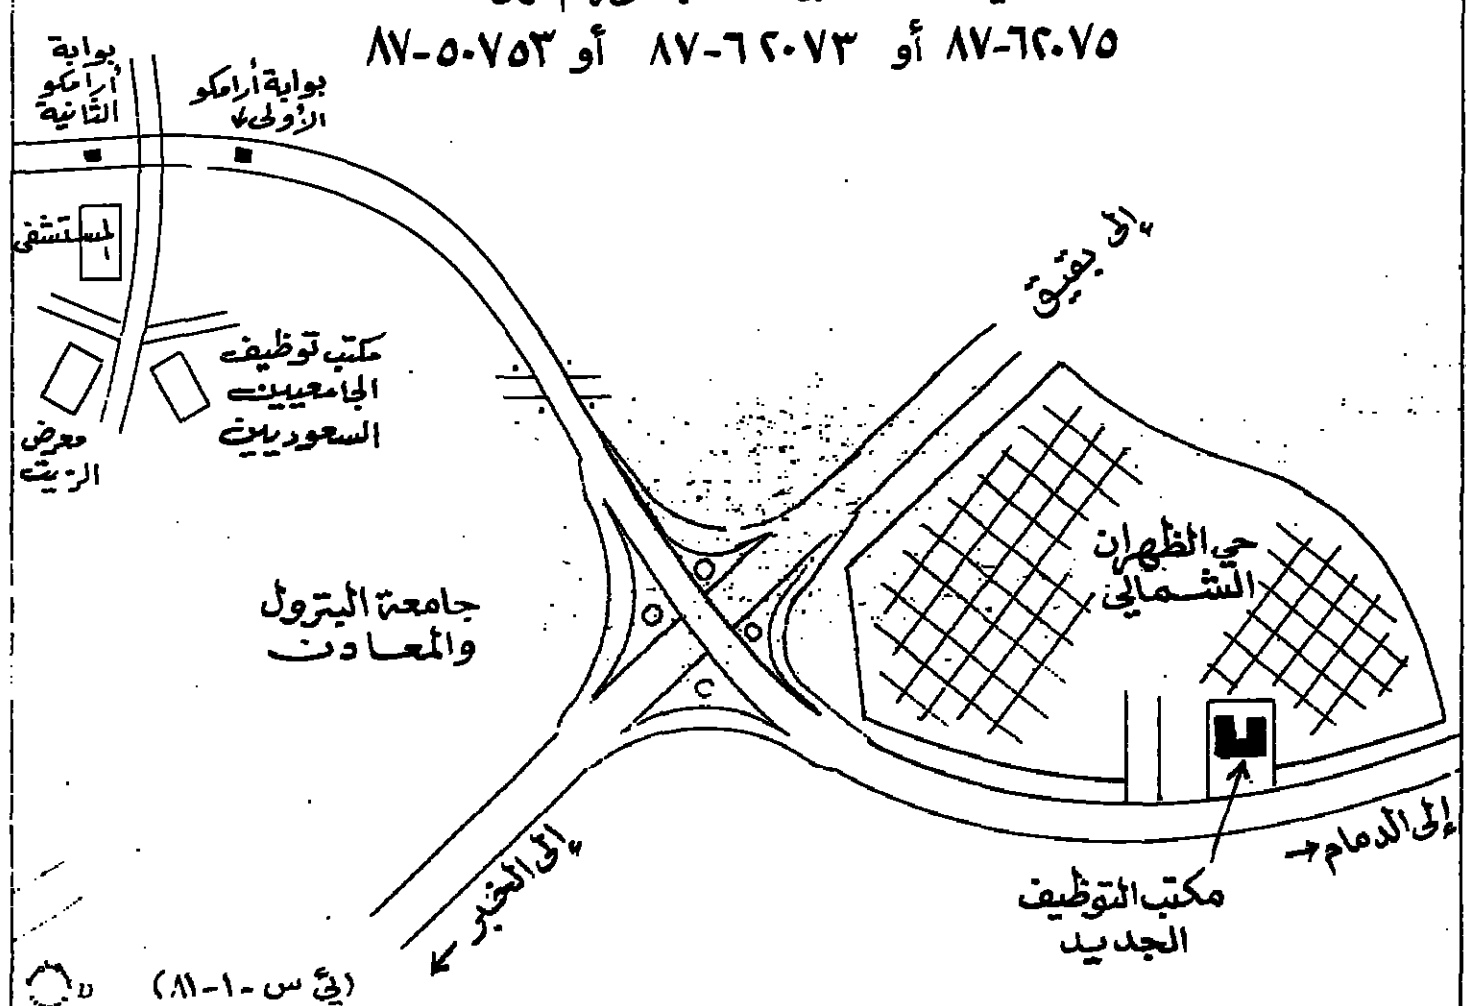 ٨٧-٦٢٠٧٥ أو ٨٧-٦٢٠٧٣ أو ٨٧-٥٠٧٥٣
بوابة أرامكو
الأولى
بوابة
أرامكو
الثانية
المستشفى
مكتب توظيف
الجامعيين
السعوديين
معرض
الزيت
إلى بقيق
حي الظهران
الشمالي
جامعة البترول
والمعادن
إلى الدمام
مكتب التوظيف
الجديد
إلى الخبر